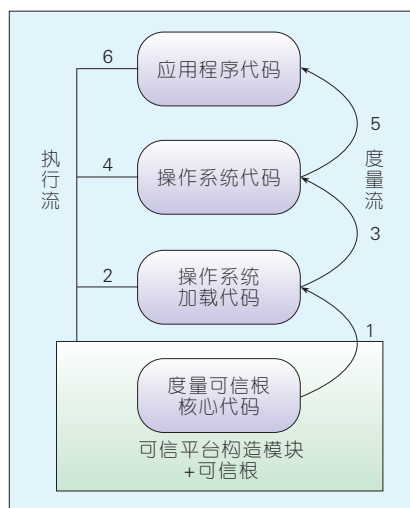 6
应用程序代码
5
执行流
4
操作系统代码
度量流
3
2
操作系统
加载代码
1
度量可信根
核心代码
可信平台构造模块
+可信根